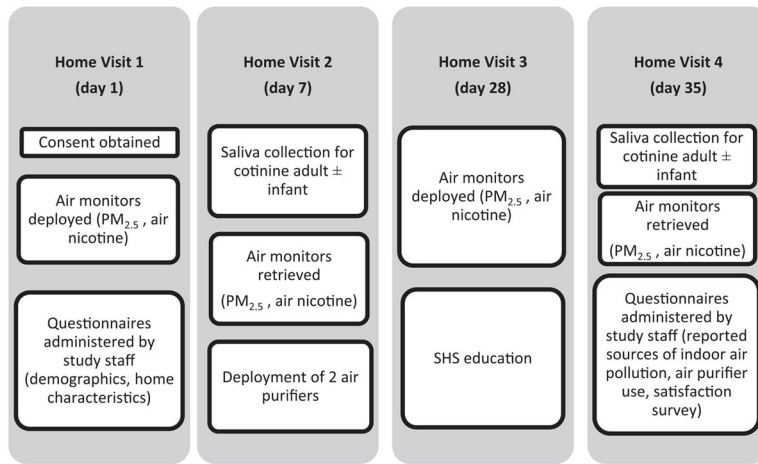 Home Visit 1
(day 1)
Consent obtained
Air monitors
deployed (PM2.5 , air
nicotine)
Questionnaires
administered by
study staff
(demographics, home
characteristics)
Home Visit 2
(day 7)
Saliva collection for
cotinine adult ±
infant
Air monitors
retrieved
(PM2.5 , air nicotine)
Deployment of 2 air
purifiers
Home Visit 3
(day 28)
Air monitors
deployed (PM2.5 , air
nicotine)
SHS education
Home Visit 4
(day 35)
Saliva collection for
cotinine adult ±
infant
Air monitors
retrieved
(PM2.5 , air nicotine)
Questionnaires
administered by
study staff (reported
sources of indoor air
pollution, air purifier
use, satisfaction
survey)